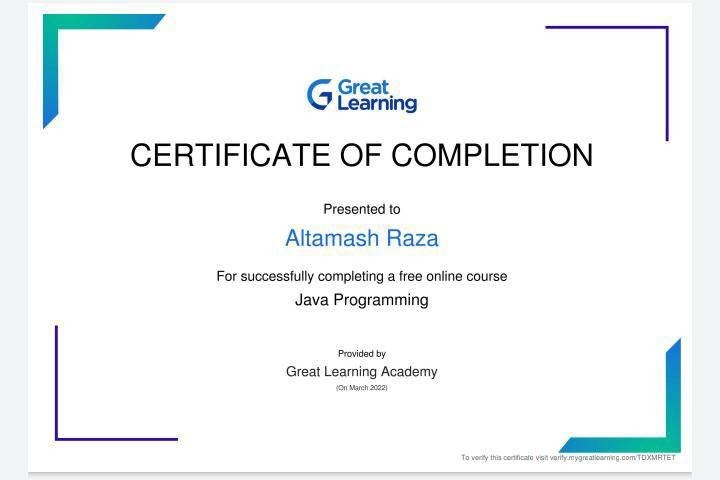 Great
Learning
CERTIFICATE OF COMPLETION
Presented to
Altamash Raza
For successfully completing a free online course
Java Programming
Provided by
Great Learning Academy
(On March 2022)
To verify this certificate visit verify.mygreatlearning.com/TDXMRTET